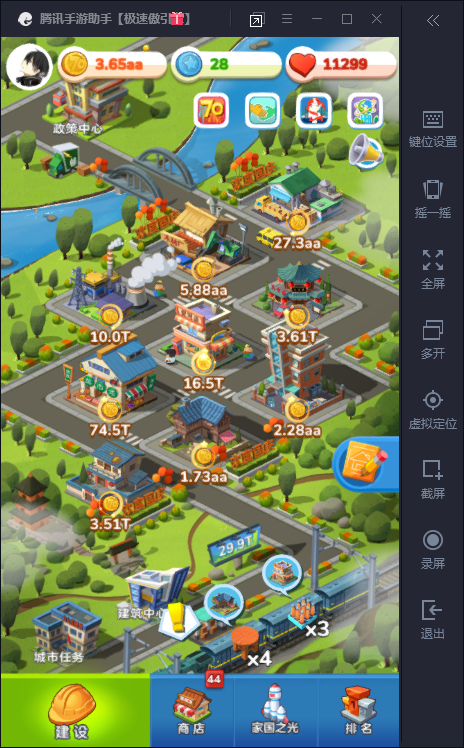 腾讯手游助手【极速傲引擎】
3.65aa
28
11299
70
政策中心
键位设置
摇一摇
全屏
多开
虚拟定位
截屏
录屏
退出
27.3aa
5.88aa
10.0T
3.61T
16.5T
74.5T
2.28aa
1.73aa
3.51T
29.9T
建筑中心
x3
城市任务
x4
44
建设
商店
家国之光
排名